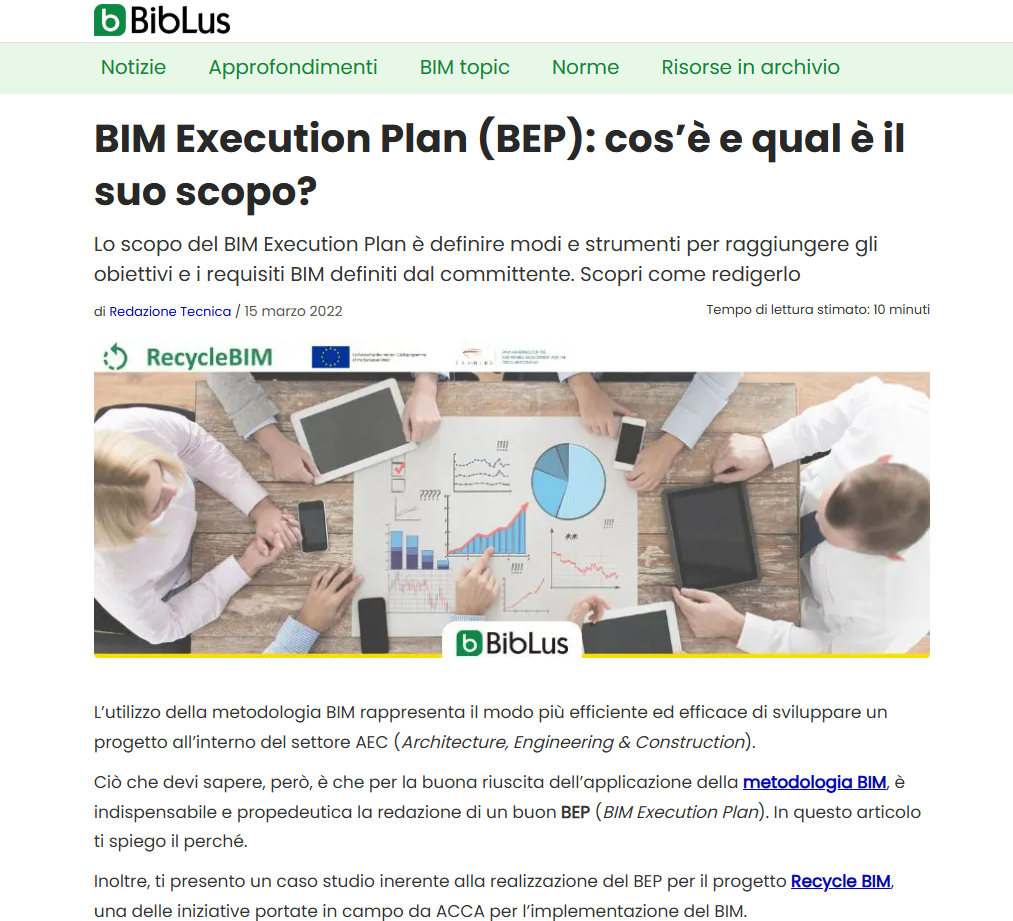 BibLus
Notizie Approfondimenti BIM topic Norme Risorse in archivio
BIM Execution Plan (BEP): cos’è e qual è il
suo scopo?
Lo scopo del BIM Execution Plan è definire modi e strumenti per raggiungere gli
obiettivi e i requisiti BIM definiti dal committente. Scopri come redigerlo
di Redazione Tecnica / 15 marzo 2022
Tempo di lettura stimato: 10 minuti
RecycleBIM
!!!!
?????
!!!!
**
!!!!
BibLus
L’utilizzo della metodologia BIM rappresenta il modo più efficiente ed efficace di sviluppare un
progetto all’interno del settore AEC (Architecture, Engineering & Construction).
Ciò che devi sapere, però, è che per la buona riuscita dell’applicazione della metodologia BIM, è
indispensabile e propedeutica la redazione di un buon BEP (BIM Execution Plan). In questo articolo
ti spiego il perché.
Inoltre, ti presento un caso studio inerente alla realizzazione del BEP per il progetto Recycle BIM,
una delle iniziative portate in campo da ACCA per l’implementazione del BIM.